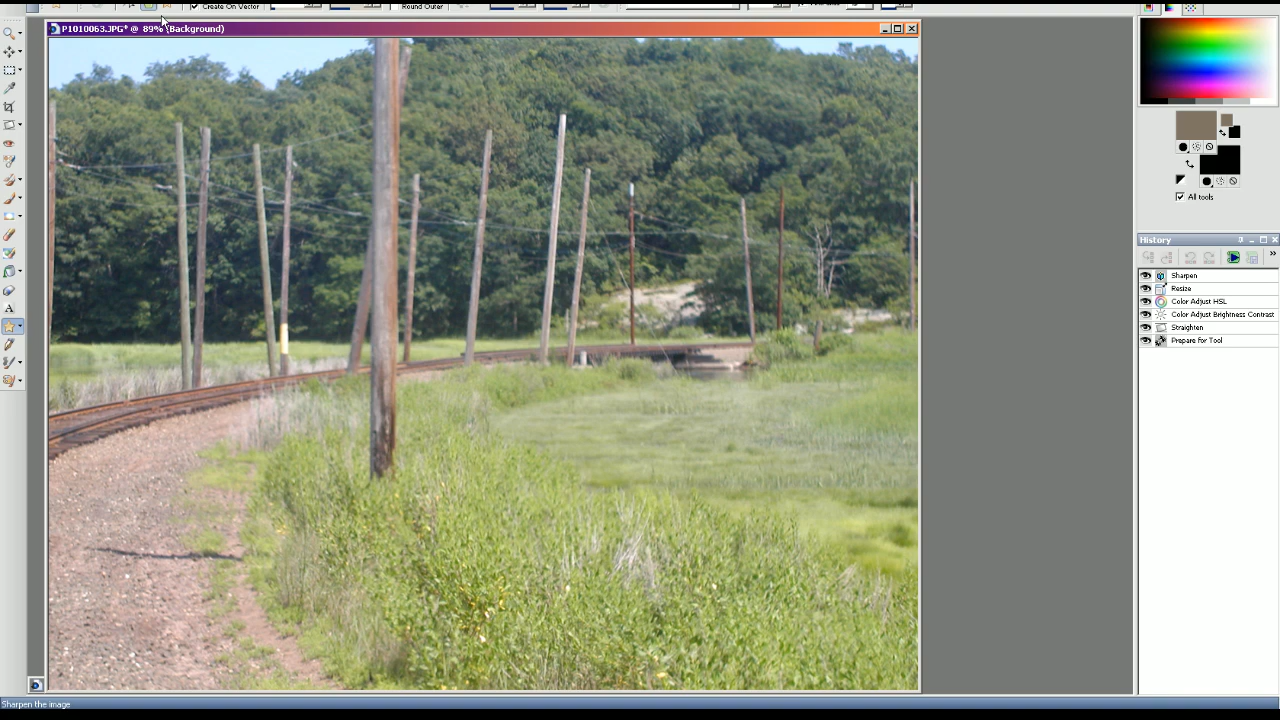 Create On Vector
Round Outer
P1010063.JPG* @ 89% (Background)
All tools
History
Sharpen
Resize
Color Adjust HSL
Color Adjust Brightness Contrast
Straighten
Prepare for Tool
Sharpen the image